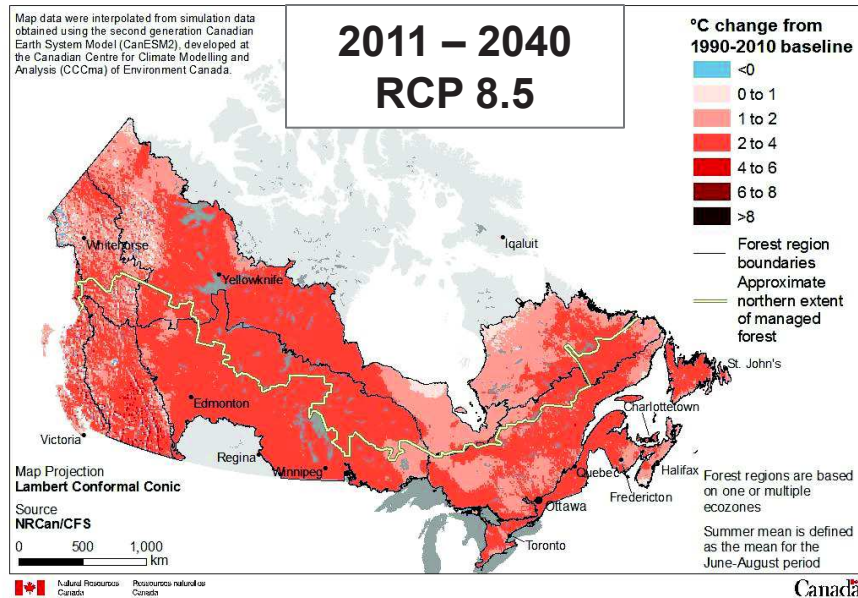 Map data were interpolated from simulation data
obtained using the second generation Canadian
Earth System Model (CanESM2), developed at
the Canadian Centre for Climate Modelling and
Analysis (CCCma) of Environment Canada.
2011 – 2040
RCP 8.5
°C change from
1990-2010 baseline
<0
0 to 1
1 to 2
2 to 4
4 to 6
6 to 8
>8
Forest region
boundaries
Approximate
northern extent
of managed
forest
Iqaluit
Whitehorse
Yellowknife
St. John's
Edmonton
Charlottetown
Victoria
Regina
Winnipeg
Quebec
Halifax
Fredericton
Ottawa
Toronto
Map Projection
Lambert Conformal Conic
Source
NRCan/CFS
0 500 1,000
km
Forest regions are based
on one or multiple
ecozones
Summer mean is defined
as the mean for the
June-August period
Natural Resources Ressources naturelles
Canada Canada
Canada